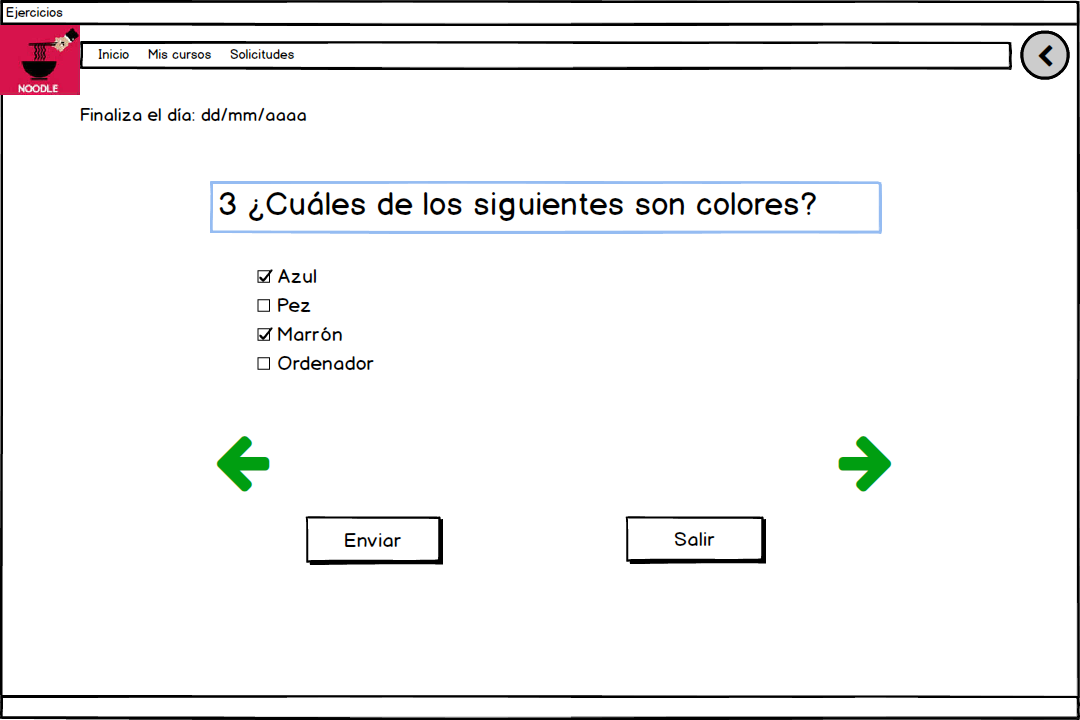 Ejercicios
NOODLE
Inicio Mis cursos Solicitudes
Finaliza el día: dd/mm/aaaa
3 ¿Cuáles de los siguientes son colores?
Azul
Pez
Marrón
Ordenador
Enviar Salir